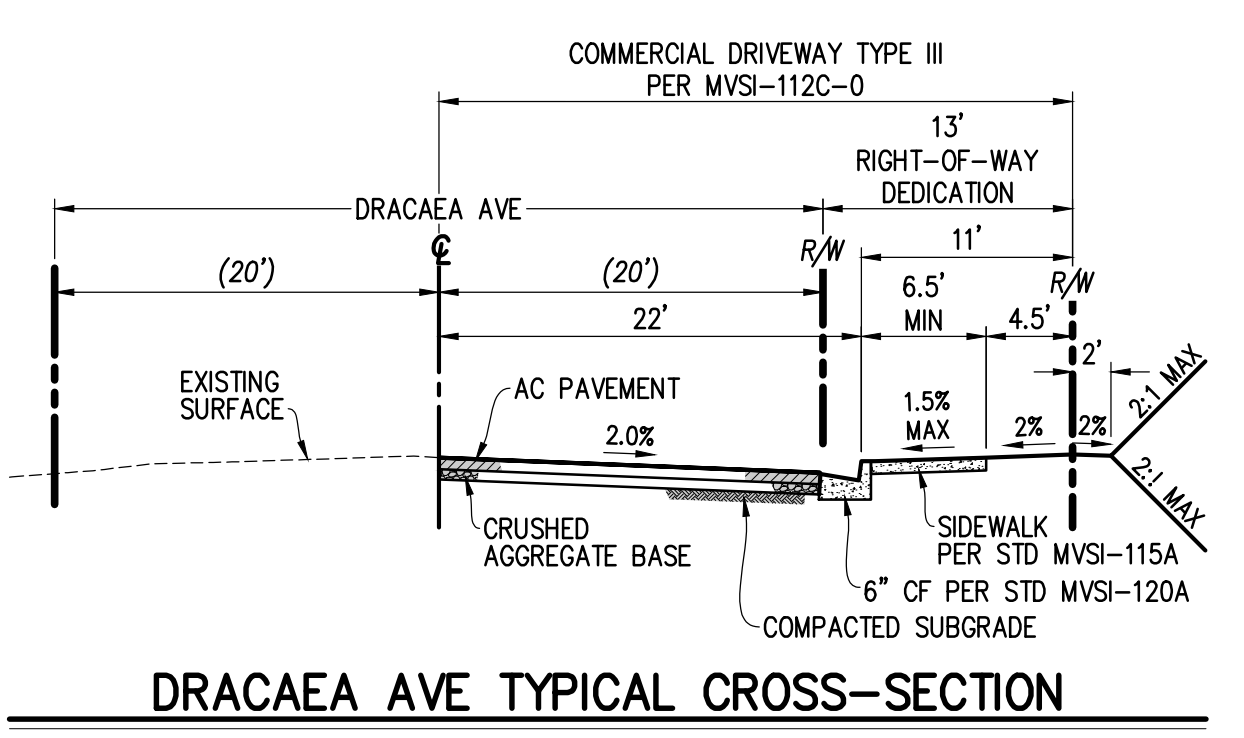 COMMERCIAL DRIVEWAY TYPE III
PER MVSI-112C-0
13'
RIGHT-OF-WAY
DEDICATION
DRACAEA AVE
℄
R/W
11'
(20')
(20')
6.5'
MIN
R/W
22'
4.5'
2'
EXISTING
SURFACE
AC PAVEMENT
2.0%
1.5%
MAX
2%
2%
2:1 MAX
2:! MAX
CRUSHED
AGGREGATE BASE
SIDEWALK
PER STD MVSI-115A
6" CF PER STD MVSI-120A
COMPACTED SUBGRADE
DRACAEA AVE TYPICAL CROSS-SECTION